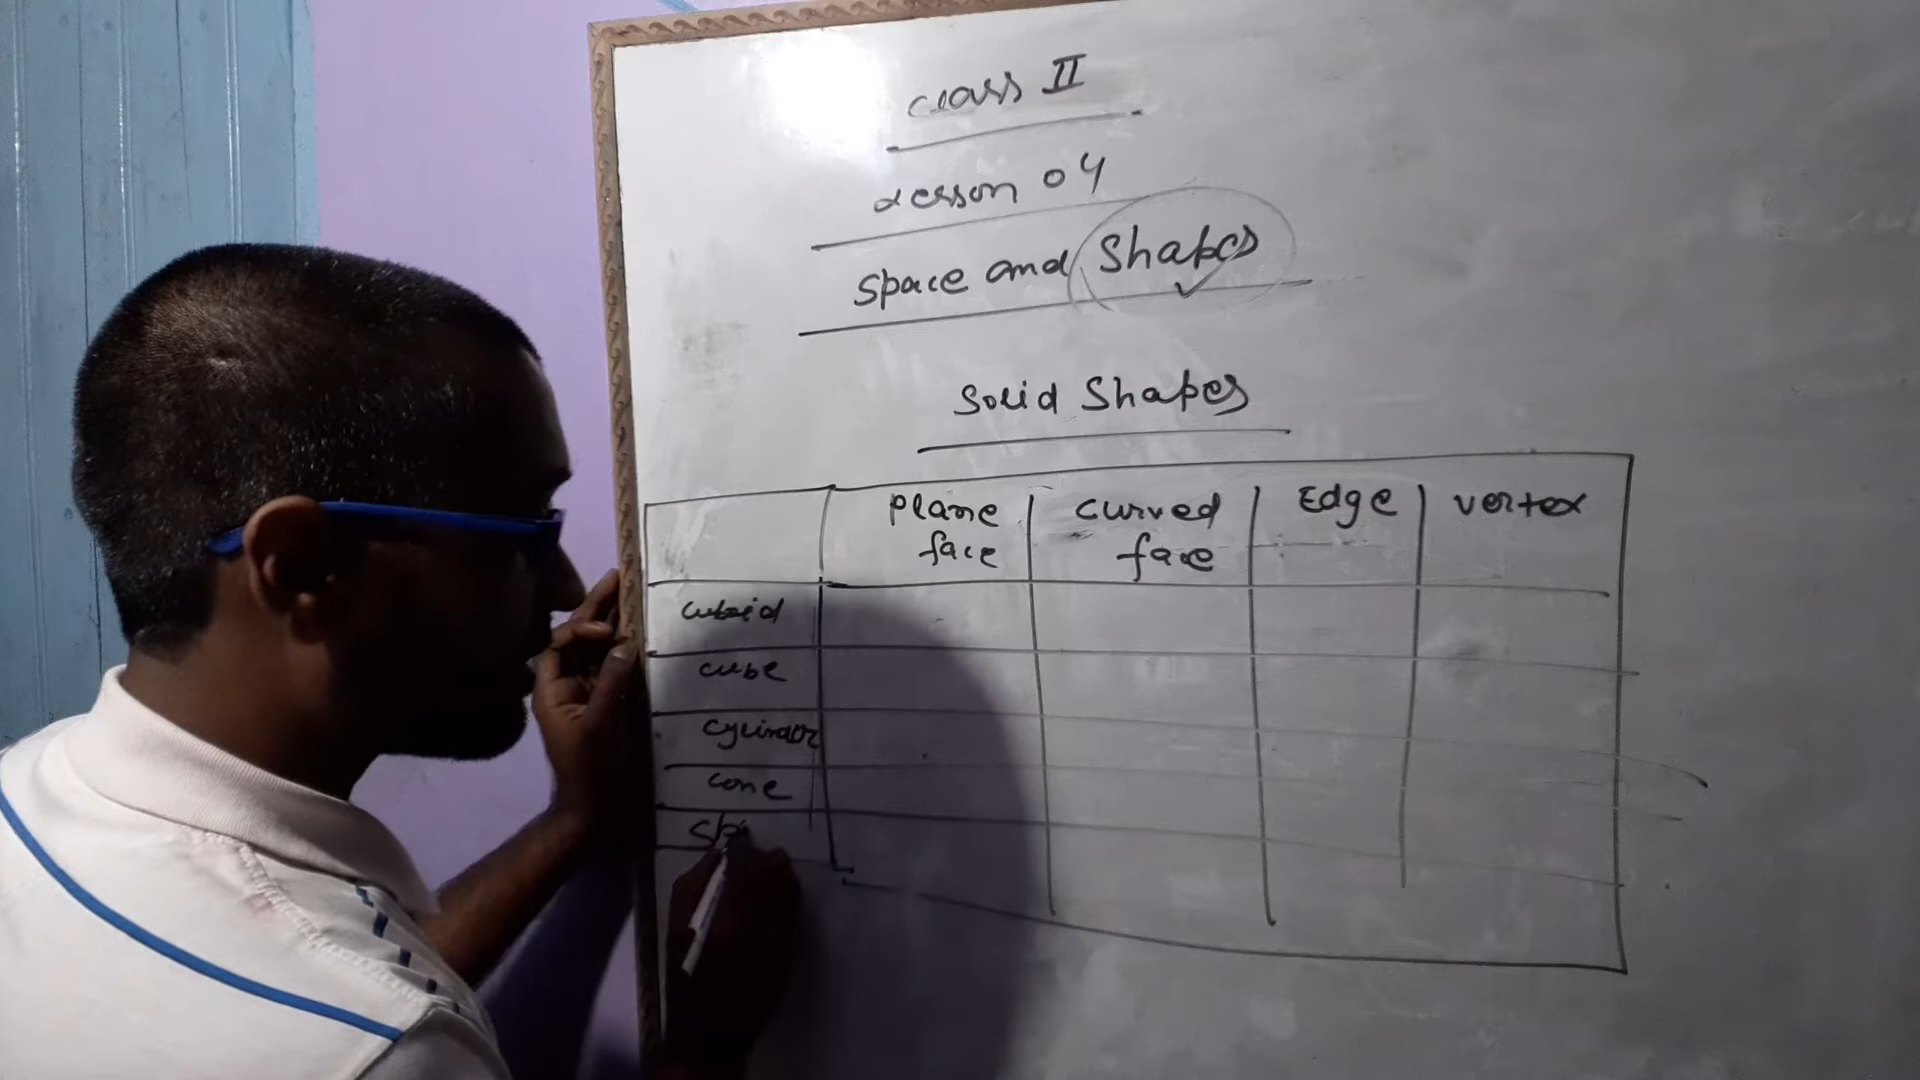 Class II
Lesson 04
Space and Shapes
Solid Shapes
Plane face
Curved face
Edge
Vertex
cuboid
cube
cylinder
cone